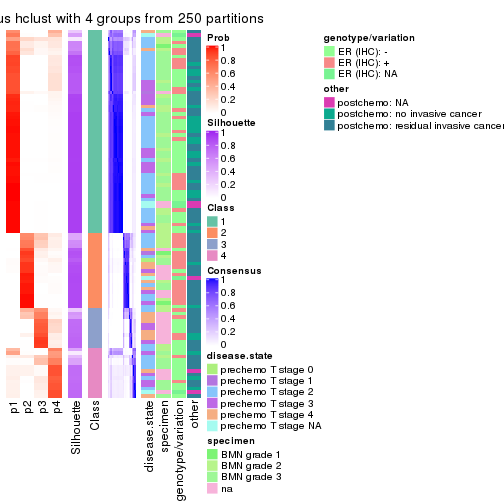 us hclust with 4 groups from 250 partitions
Prob
1
0.8
0.6
0.4
0.2
0
Silhouette
1
0.8
0.6
0.4
0.2
0
Class
1
2
3
4
Consensus
1
0.8
0.6
0.4
0.2
0
disease.state
prechemo T stage 0
prechemo T stage 1
prechemo T stage 2
prechemo T stage 3
prechemo T stage 4
prechemo T stage NA
specimen
BMN grade 1
BMN grade 2
BMN grade 3
na
genotype/variation
ER (IHC): -
ER (IHC): +
ER (IHC): NA
other
postchemo: NA
postchemo: no invasive cancer
postchemo: residual invasive cancer
p1
p2
p3
p4
Silhouette
Class
disease.state
specimen
genotype/variation
other